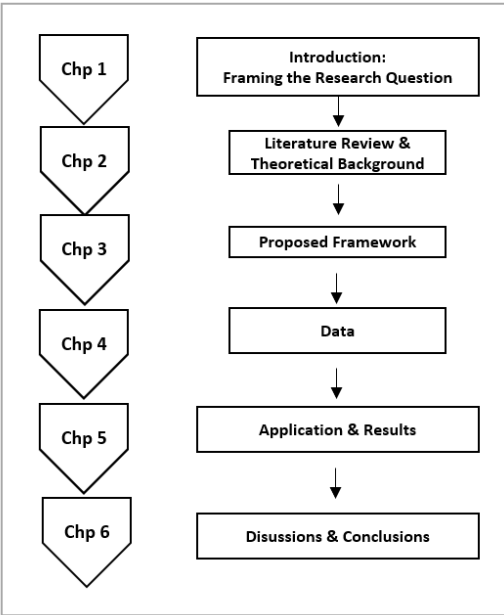 Chp 1
Introduction:
Framing the Research Question
Chp 2
Literature Review &
Theoretical Background
Chp 3
Proposed Framework
Chp 4
Data
Chp 5
Application & Results
Chp 6
Disussions & Conclusions